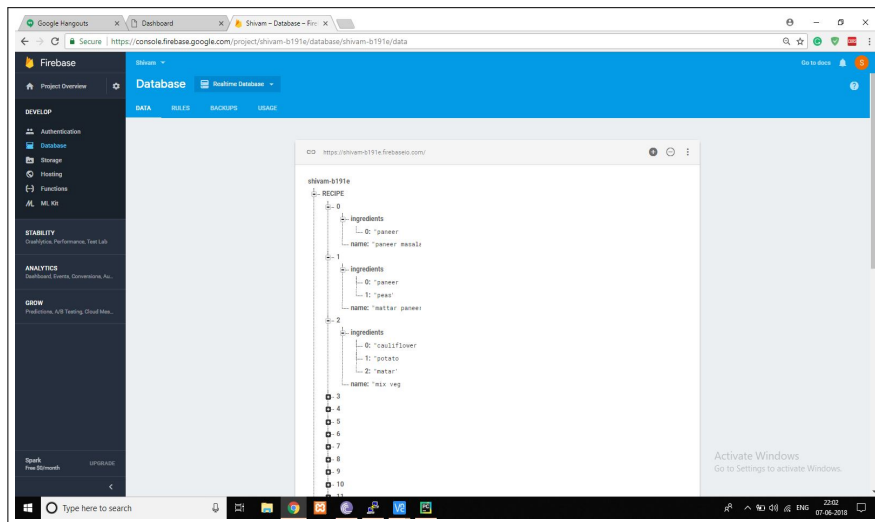 Google Hangouts
Dashboard
Shivam – Database – Fire
Secure
https://console.firebase.google.com/project/shivam-b191e/database/shivam-b191e/data
Firebase
Shivam
Go to docs
S
Project Overview
Database
Realtime Database
DATA
RULES
BACKUPS
USAGE
DEVELOP
Authentication
Database
Storage
Hosting
Functions
ML Kit
STABILITY
Crashlytics, Performance, Test Lab
ANALYTICS
Dashboard, Events, Conversions, Au...
GROW
Predictions, A/B Testing, Cloud Mes...
Spark
Free $0/month
UPGRADE
https://shivam-b191e.firebaseio.com/
shivam-b191e
RECIPE
0
ingredients
0: "paneer
name: "paneer masala
1
ingredients
0: "paneer
1: "peas"
name: "mattar paneer
2
ingredients
0: "cauliflower
1: "potato
2: "matar"
name: "mix veg
3
4
5
6
7
8
9
10
11
Activate Windows
Go to Settings to activate Windows.
Type here to search
ENG
22:02
07-06-2018